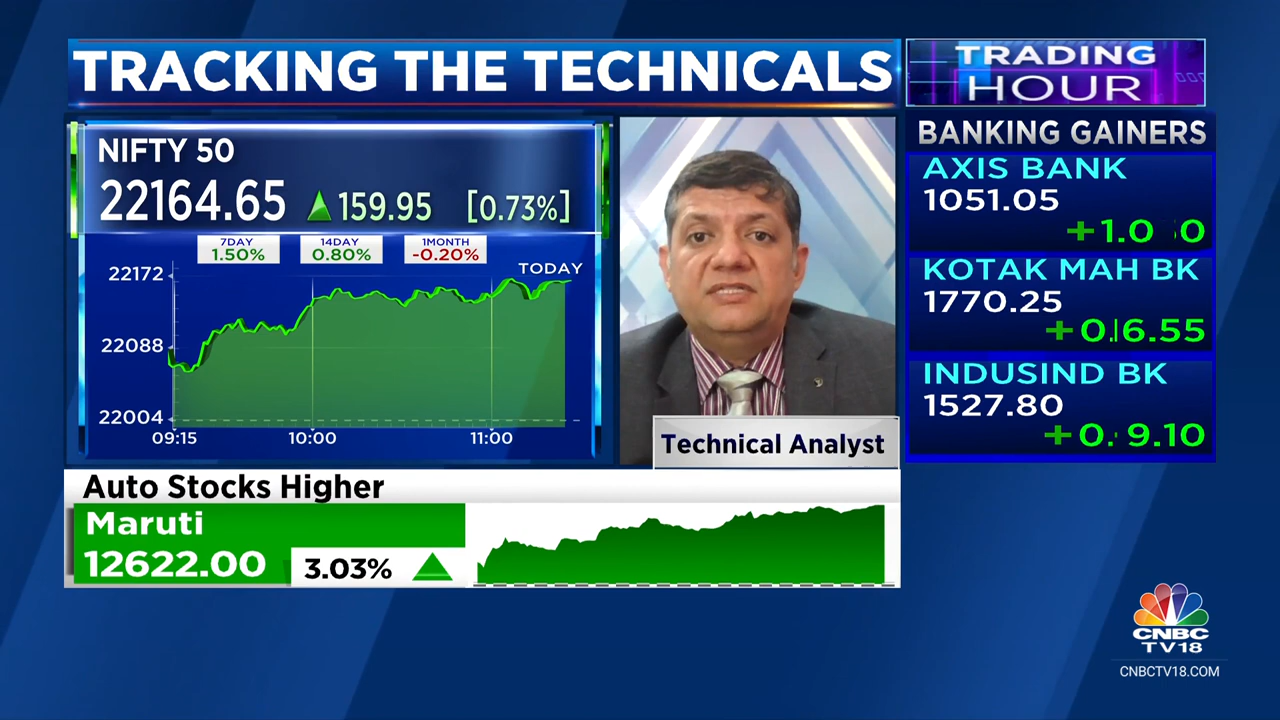 TRACKING THE TECHNICALS
TRADING
HOUR
NIFTY 50
22164.65 ▲ 159.95 [0.73%]
7DAY
1.50%
14DAY
0.80%
1MONTH
-0.20%
TODAY
22172
22088
22004
09:15 10:00 11:00
Technical Analyst
BANKING GAINERS
AXIS BANK
1051.05
KOTAK MAH BK
1770.25
INDUSIND BK
1527.80
Auto Stocks Higher
Maruti
12622.00 3.03%
CNBC
TV18
CNBCTV18.COM